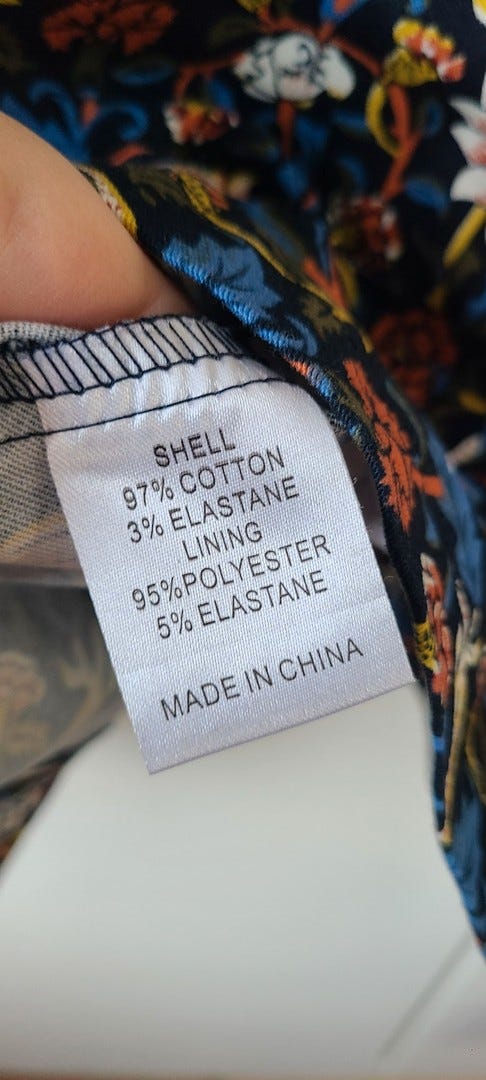 SHELL
97% COTTON
3% ELASTANE
LINING
95%POLYESTER
5% ELASTANE
MADE IN CHINA